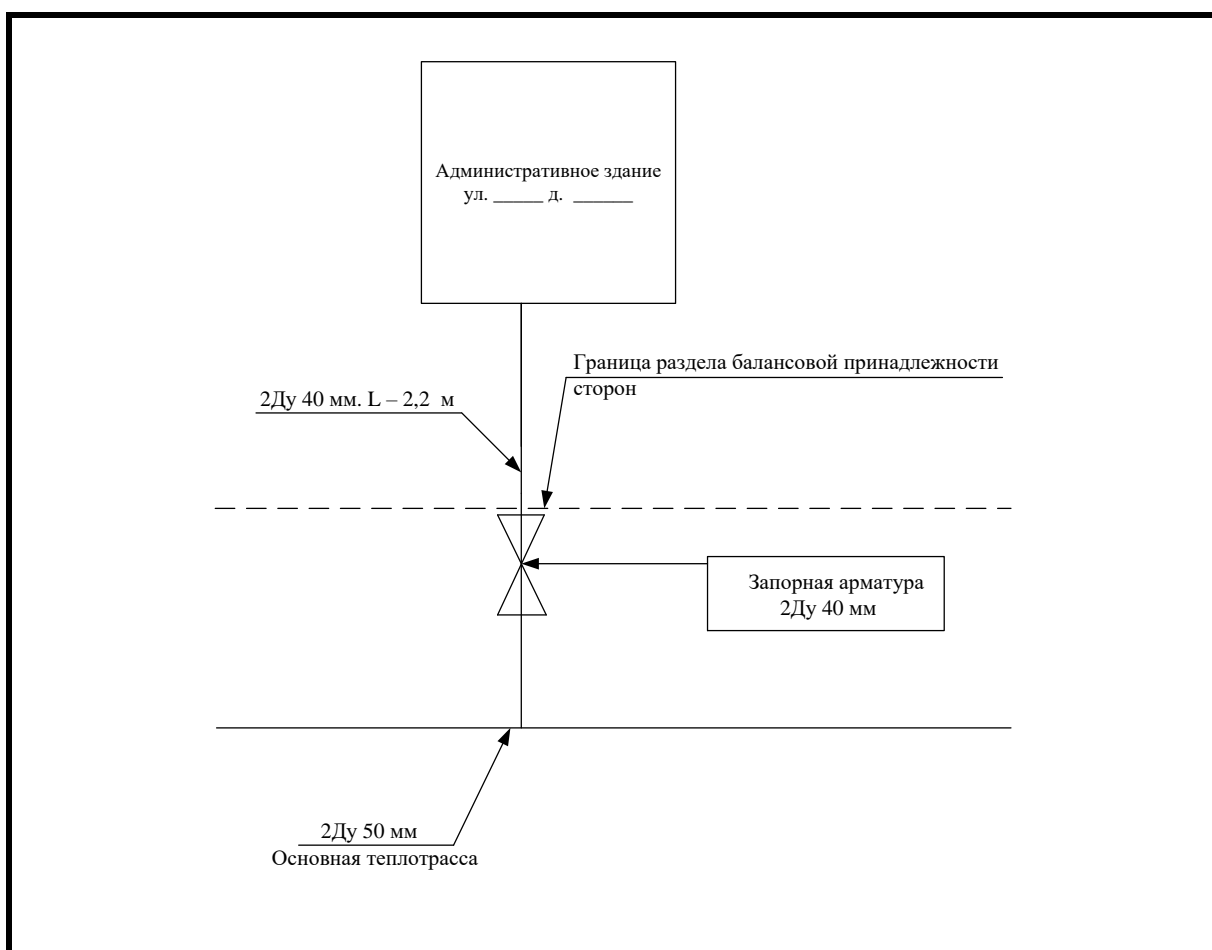 Административное здание
ул. _____ д. ______
Граница раздела балансовой принадлежности
сторон
2Ду 40 мм. L – 2,2 м
Запорная арматура
2Ду 40 мм
2Ду 50 мм
Основная теплотрасса